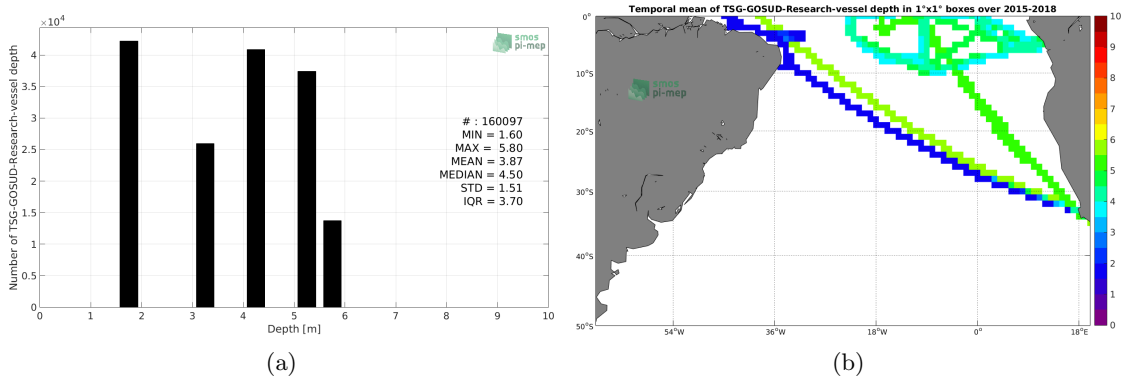 ×10⁴
4
3.5
3
2.5
2
1.5
1
0.5
0
Number of TSG-GOSUD-Research-vessel depth
0 1 2 3 4 5 6 7 8 9 10
Depth [m]
smos
pi-mep
# : 160097
MIN = 1.60
MAX = 5.80
MEAN = 3.87
MEDIAN = 4.50
STD = 1.51
IQR = 3.70
(a)
Temporal mean of TSG-GOSUD-Research-vessel depth in 1°x1° boxes over 2015-2018
0°
10°S
20°S
30°S
40°S
50°S
54°W 36°W 18°W 0° 18°E
smos
pi-mep
10
9
8
7
6
5
4
3
2
1
0
(b)